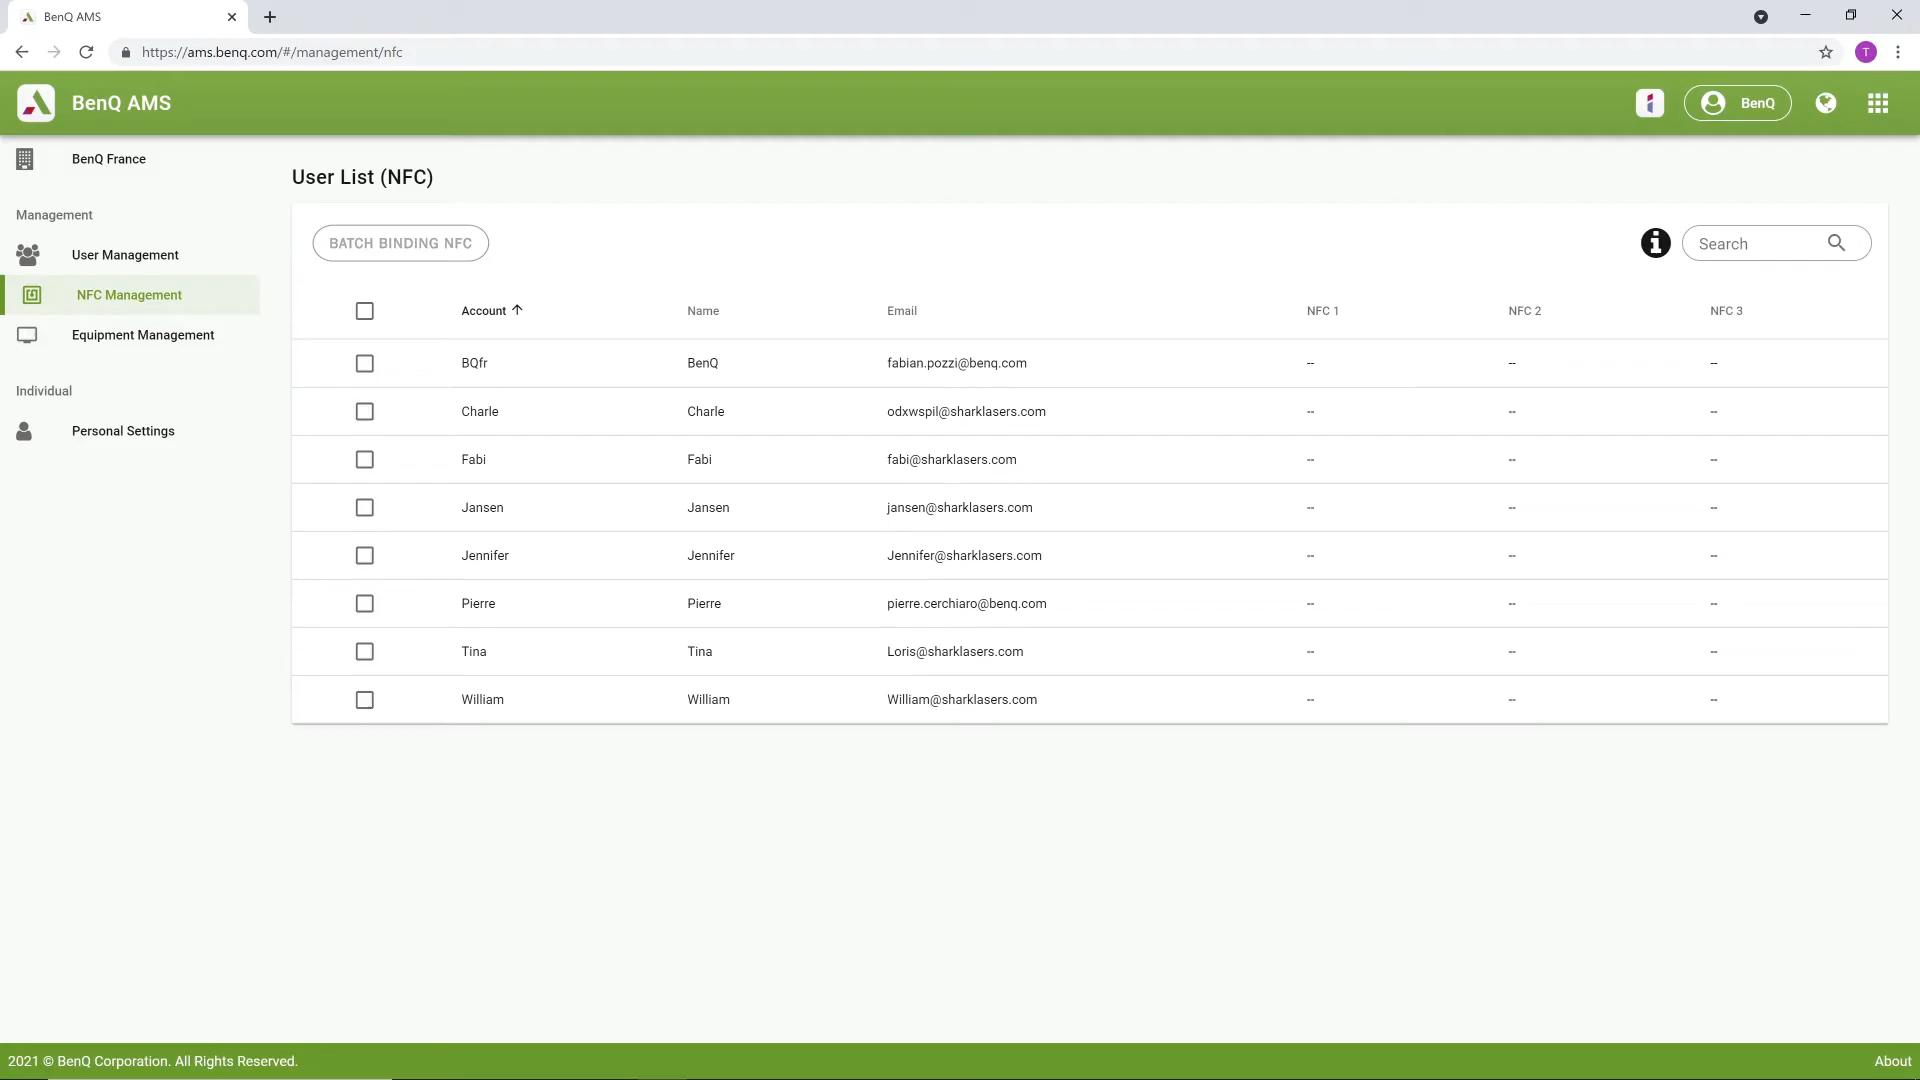 BenQ AMS
https://ams.benq.com/#/management/nfc
T
BenQ AMS
BenQ
BenQ France
Management
User Management
NFC Management
Equipment Management
Individual
Personal Settings
User List (NFC)
BATCH BINDING NFC
Search
Account Name Email NFC 1 NFC 2 NFC 3
BQfr BenQ fabian.pozzi@benq.com -- -- --
Charle Charle odxwspil@sharklasers.com -- -- --
Fabi Fabi fabi@sharklasers.com -- -- --
Jansen Jansen jansen@sharklasers.com -- -- --
Jennifer Jennifer Jennifer@sharklasers.com -- -- --
Pierre Pierre pierre.cerchiaro@benq.com -- -- --
Tina Tina Loris@sharklasers.com -- -- --
William William William@sharklasers.com -- -- --
2021 © BenQ Corporation. All Rights Reserved.
About